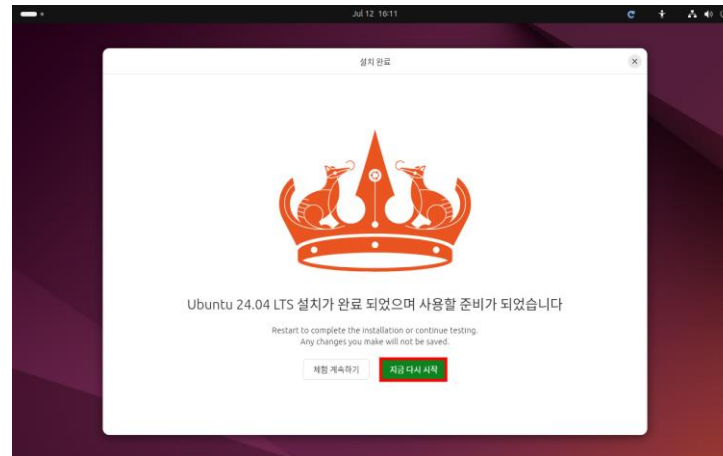 Jul 12 16:11
설치 완료
Ubuntu 24.04 LTS 설치가 완료 되었으며 사용할 준비가 되었습니다
Restart to complete the installation or continue testing.
Any changes you make will not be saved.
체험 계속하기
지금 다시 시작